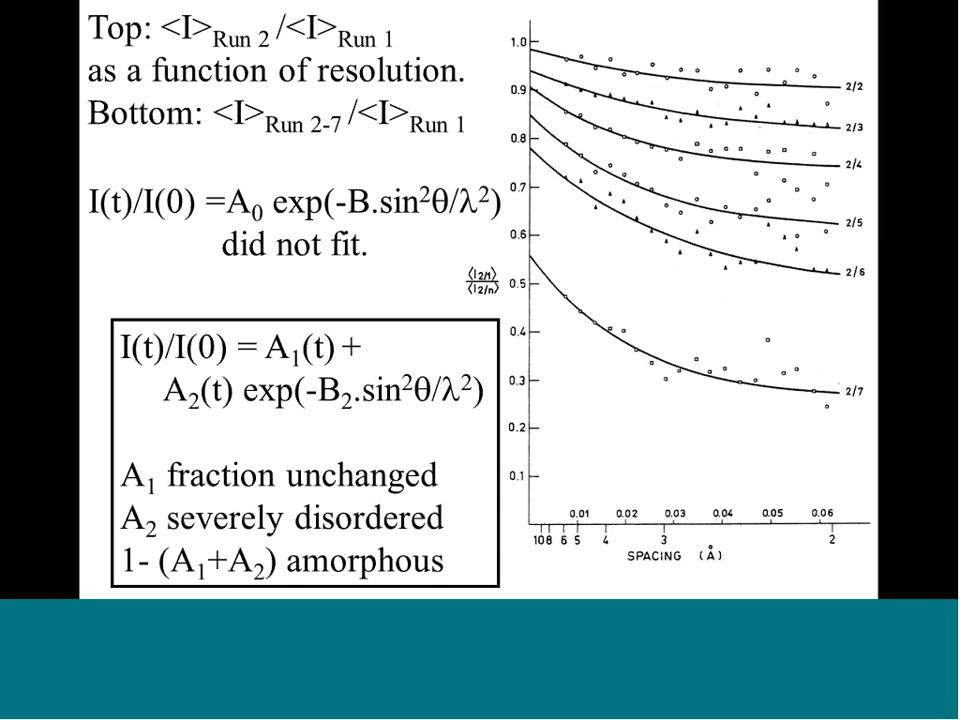 Top: <I>Run 2 /<I>Run 1
as a function of resolution.
Bottom: <I>Run 2-7 /<I>Run 1
I(t)/I(0) =A0 exp(-B.sin²θ/λ²)
did not fit.
I(t)/I(0) = A1(t) +
A2(t) exp(-B2.sin²θ/λ²)
A1 fraction unchanged
A2 severely disordered
1- (A1+A2) amorphous
1.0
0.9
0.8
0.7
0.6
0.5
0.4
0.3
0.2
0.1
⟨I2/1⟩
⟨I2/n⟩
2/2
2/3
2/4
2/5
2/6
2/7
0.01 0.02 0.03 0.04 0.05 0.06
10 8 6 5 4 3 2
SPACING (Å)